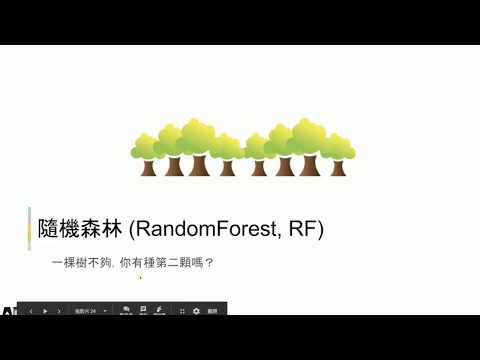 隨機森林 (RandomForest, RF)
一棵樹不夠, 你有種第二顆嗎？